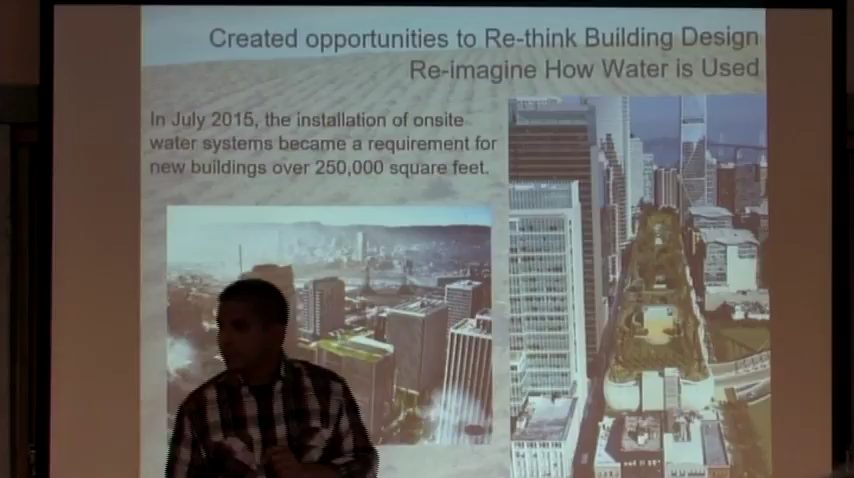 Created opportunities to Re-think Building Design
Re-imagine How Water is Used
In July 2015, the installation of onsite
water systems became a requirement for
new buildings over 250,000 square feet.